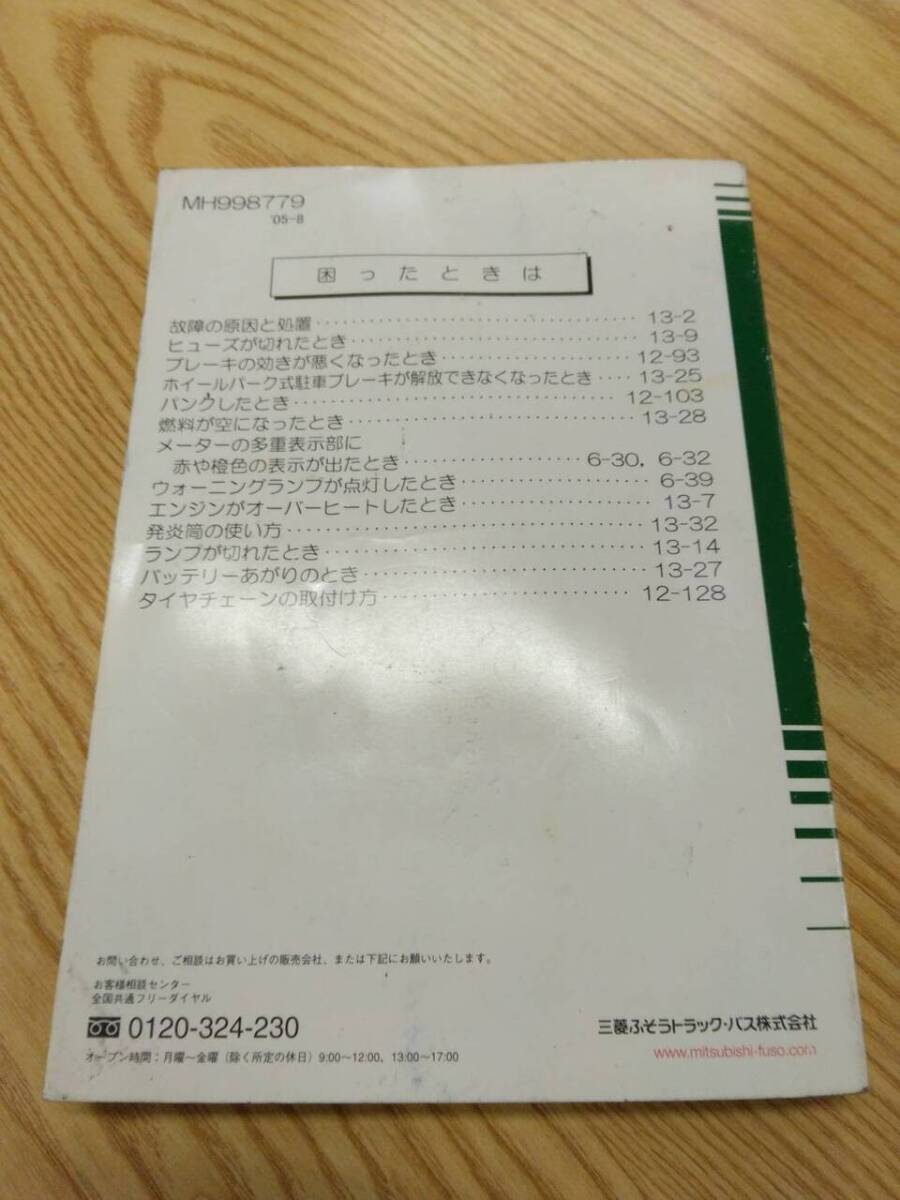 MH998779
'05-8
困ったときは
故障の原因と処置 13-2
ヒューズが切れたとき 13-9
ブレーキの効きが悪くなったとき 12-93
ホイールパーク式駐車ブレーキが解放できなくなったとき 13-25
パンクしたとき 12-103
燃料が空になったとき 13-28
メーターの多重表示部に
赤や橙色の表示が出たとき 6-30, 6-32
ウォーニングランプが点灯したとき 6-39
エンジンがオーバーヒートしたとき 13-7
発炎筒の使い方 13-32
ランプが切れたとき 13-14
バッテリーあがりのとき 13-27
タイヤチェーンの取付け方 12-128
お問い合わせ、ご相談はお買い上げの販売会社、または下記にお願いいたします。
お客様相談センター
全国共通フリーダイヤル
0120-324-230
オープン時間：月曜〜金曜（除く所定の休日）9:00〜12:00、13:00〜17:00
三菱ふそうトラック・バス株式会社
www.mitsubishi-fuso.com